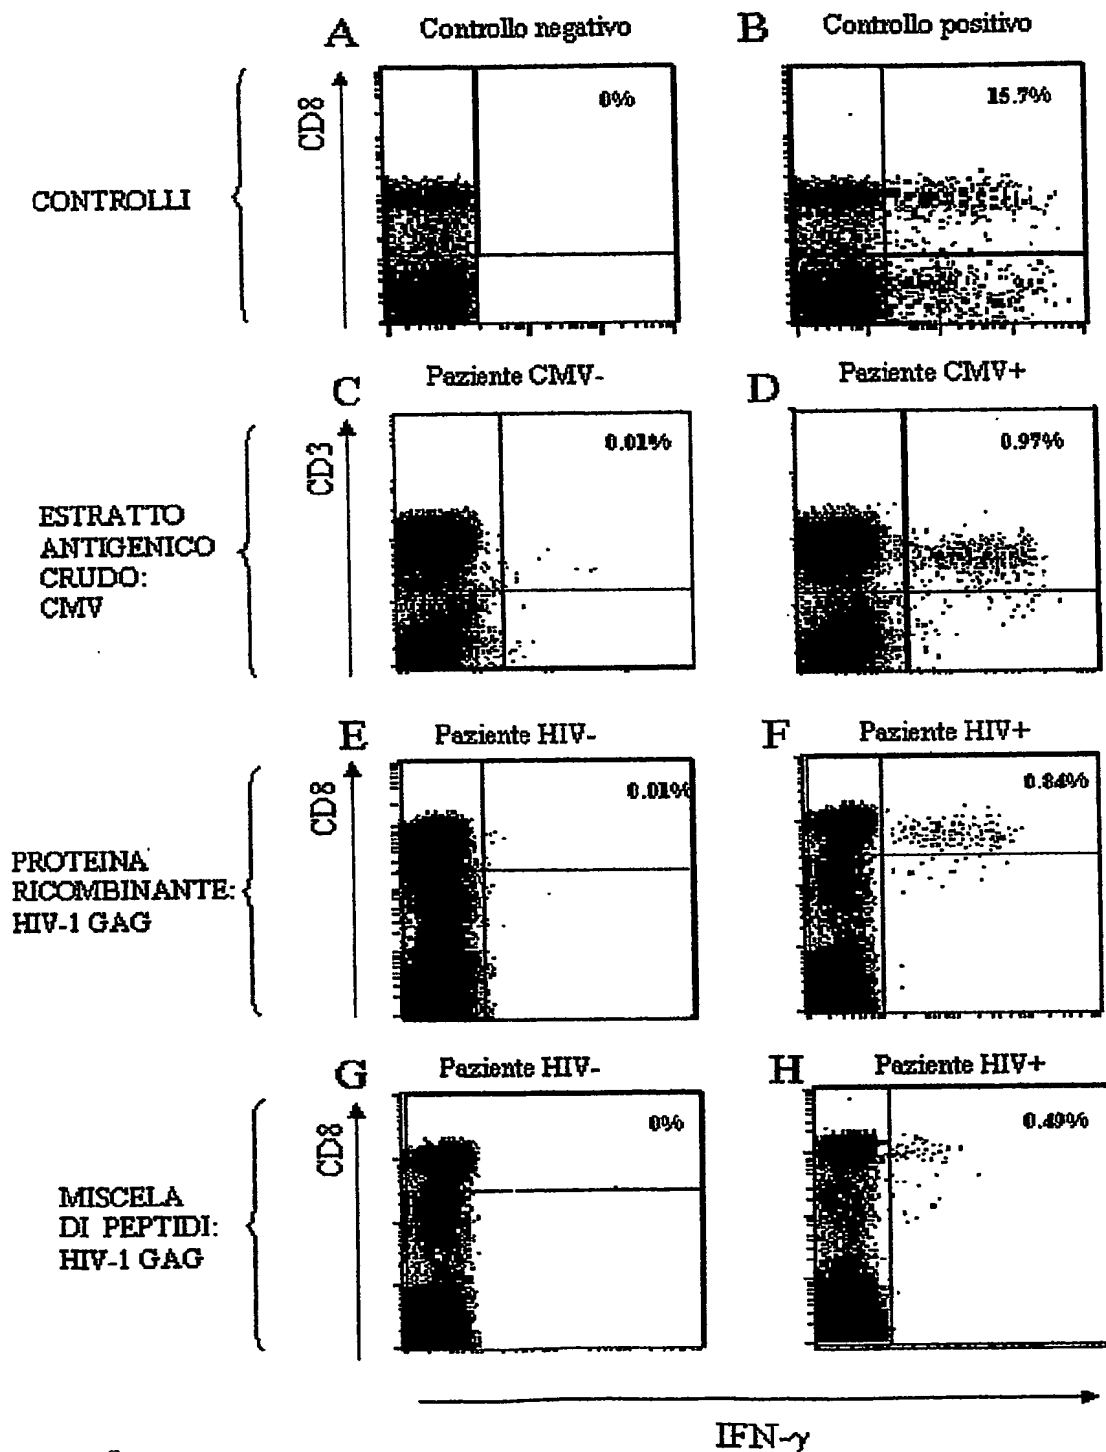 A Controllo negativo
B Controllo positivo
CONTROLLI
CD8
0%
15.7%
C Paziente CMV-
D Paziente CMV+
ESTRATTO
ANTIGENICO
CRUDO:
CMV
CD3
0.01%
0.97%
E Paziente HIV-
F Paziente HIV+
PROTEINA
RICOMBINANTE:
HIV-1 GAG
CD8
0.01%
0.84%
G Paziente HIV-
H Paziente HIV+
MISCELA
DI PEPTIDI:
HIV-1 GAG
CD8
0%
0.49%
IFN-γ